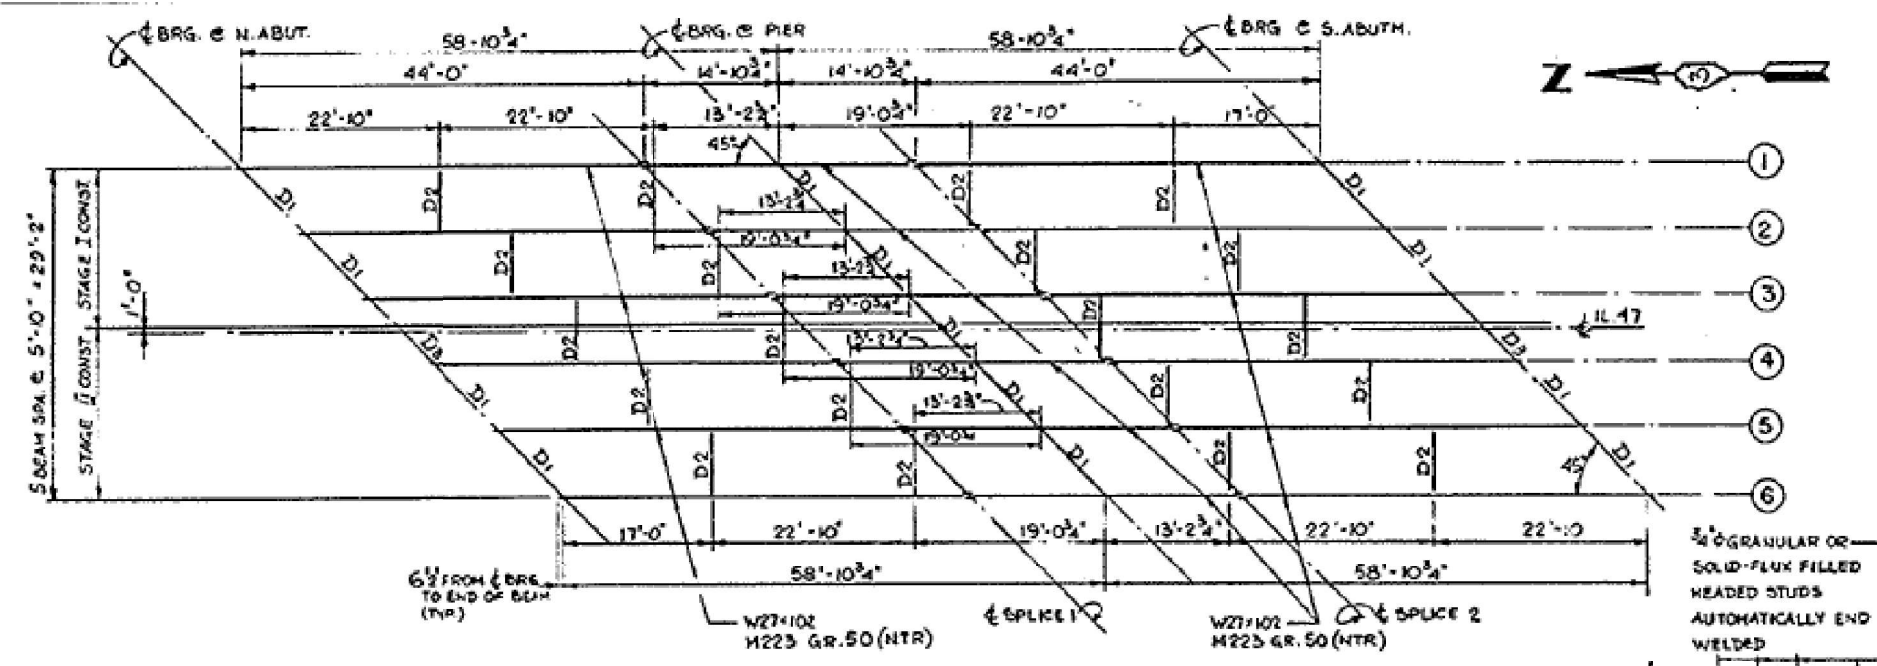 ℄ BRG. @ N. ABUT.
℄ BRG. @ PIER
℄ BRG @ S. ABUTM.
58'-10¾"
58'-10¾"
44'-0"
14'-10¾"
14'-10¾"
44'-0"
22'-10"
22'-10"
13'-2¾"
19'-0¾"
22'-10"
17'-0"
Z
3
45°
1
D1
D2
D2
D1
D2
D2
D1
13'-2¾"
2
19'-0¾"
D1
D2
D2
D1
D2
D2
D1
13'-2¾"
3
19'-0¾"
1'-0"
D3
D2
D2
D1
D2
D2
D3
℄ IL 47
13'-2¾"
4
19'-0¾"
D1
D2
D2
D1
D2
D2
D1
13'-2¾"
5
19'-0¾"
D1
D2
D2
D1
D2
D2
45°
D1
6
5 BEAM SPA. @ 5'-10" = 29'-2"
STAGE II CONST
STAGE I CONST.
17'-0"
22'-10"
19'-0¾"
13'-2¾"
22'-10"
22'-10
58'-10¾"
58'-10¾"
6½" FROM ℄ BRG.
TO END OF BEAM
(TYP.)
W27×102
M223 GR. 50 (NTR)
℄ SPLICE 1
W27×102
M223 GR. 50 (NTR)
℄ SPLICE 2
¾"⌀ GRANULAR OR
SOLID-FLUX FILLED
HEADED STUDS
AUTOMATICALLY END
WELDED